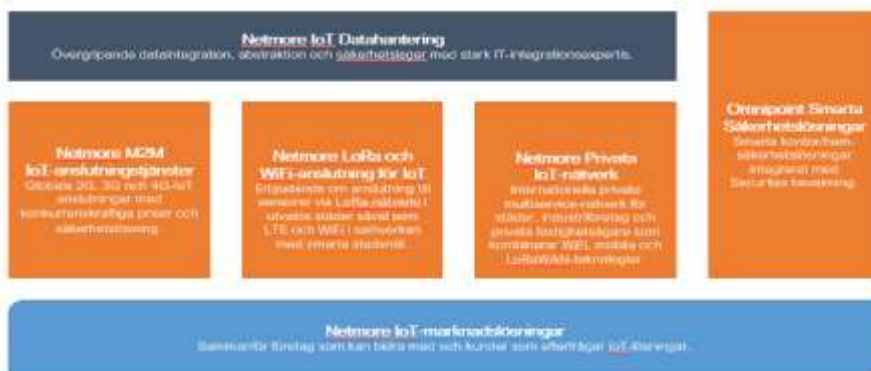 Netmore IoT Datahantering
Övergripande dataintegration, abstraktion och säkerhetslager med stark IT-integrationsexpertis.
Netmore M2M
IoT-anslutningstjänster
Globala 2G, 3G och 4G-IoT
anslutningar med
konkurrenskraftiga priser och
säkerhetslösning.
Netmore LoRa och
WiFi-anslutning för IoT
Erbjudande om anslutning till
sensorer via LoRa-nätverk i
utvalda städer såväl som
LTE och WiFi i samverkan
med smarta stadsnät.
Netmore Privata
IoT-nätverk
Internationella privata
multiservice-nätverk för
städer, industriföretag och
privata fastighetsägare som
kombinerar WiFi, mobila och
LoRaWAN-teknologier
Omnipoint Smarta
Säkerhetslösningar
Smarta kontor/hem-
säkerhetslösningar
integrerat med
Securitas bevakning.
Netmore IoT-marknadslösningar
Sammanför företag som kan bidra med och kunder som efterfrågar IoT-lösningar.